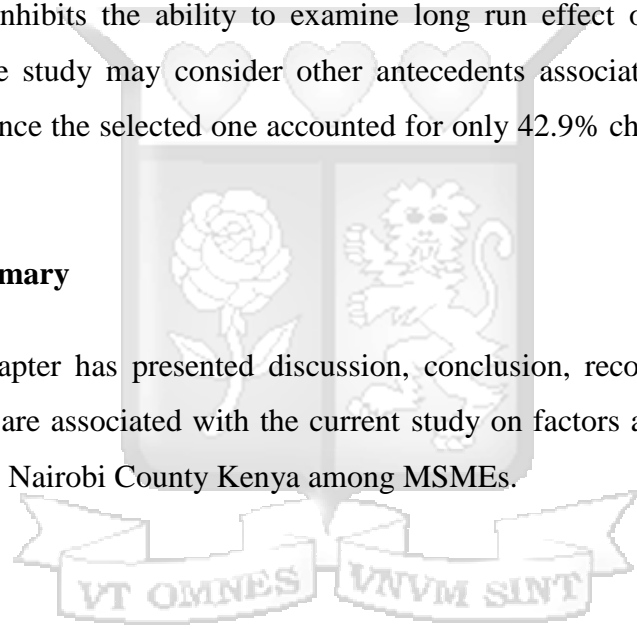 nhibits the ability to examine long run effect o
e study may consider other antecedents associat
nce the selected one accounted for only 42.9% ch
mary
apter has presented discussion, conclusion, reco
are associated with the current study on factors a
Nairobi County Kenya among MSMEs.
VT OMNES VNVM SINT